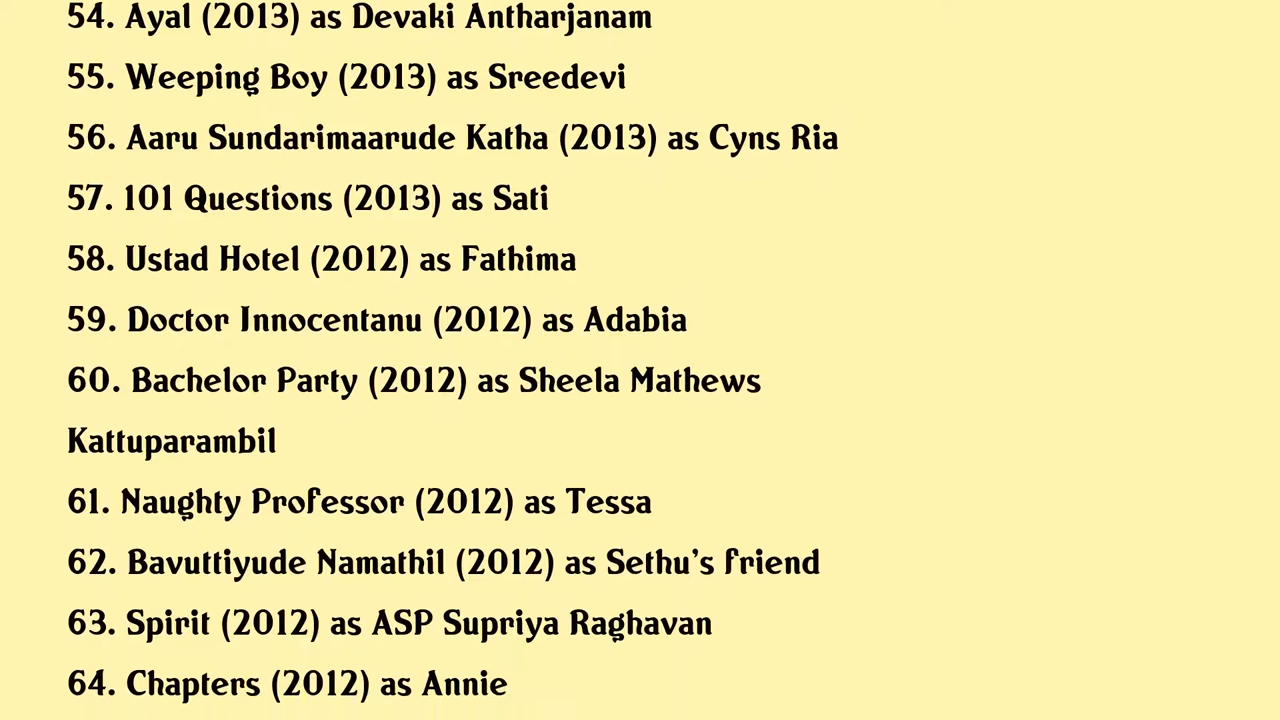 54. Ayal (2013) as Devaki Antharjanam
55. Weeping Boy (2013) as Sreedevi
56. Aaru Sundarimaarude Katha (2013) as Cyns Ria
57. 101 Questions (2013) as Sati
58. Ustad Hotel (2012) as Fathima
59. Doctor Innocentanu (2012) as Adabia
60. Bachelor Party (2012) as Sheela Mathews
Kattuparambil
61. Naughty Professor (2012) as Tessa
62. Bavuttiyude Namathil (2012) as Sethu's friend
63. Spirit (2012) as ASP Supriya Raghavan
64. Chapters (2012) as Annie